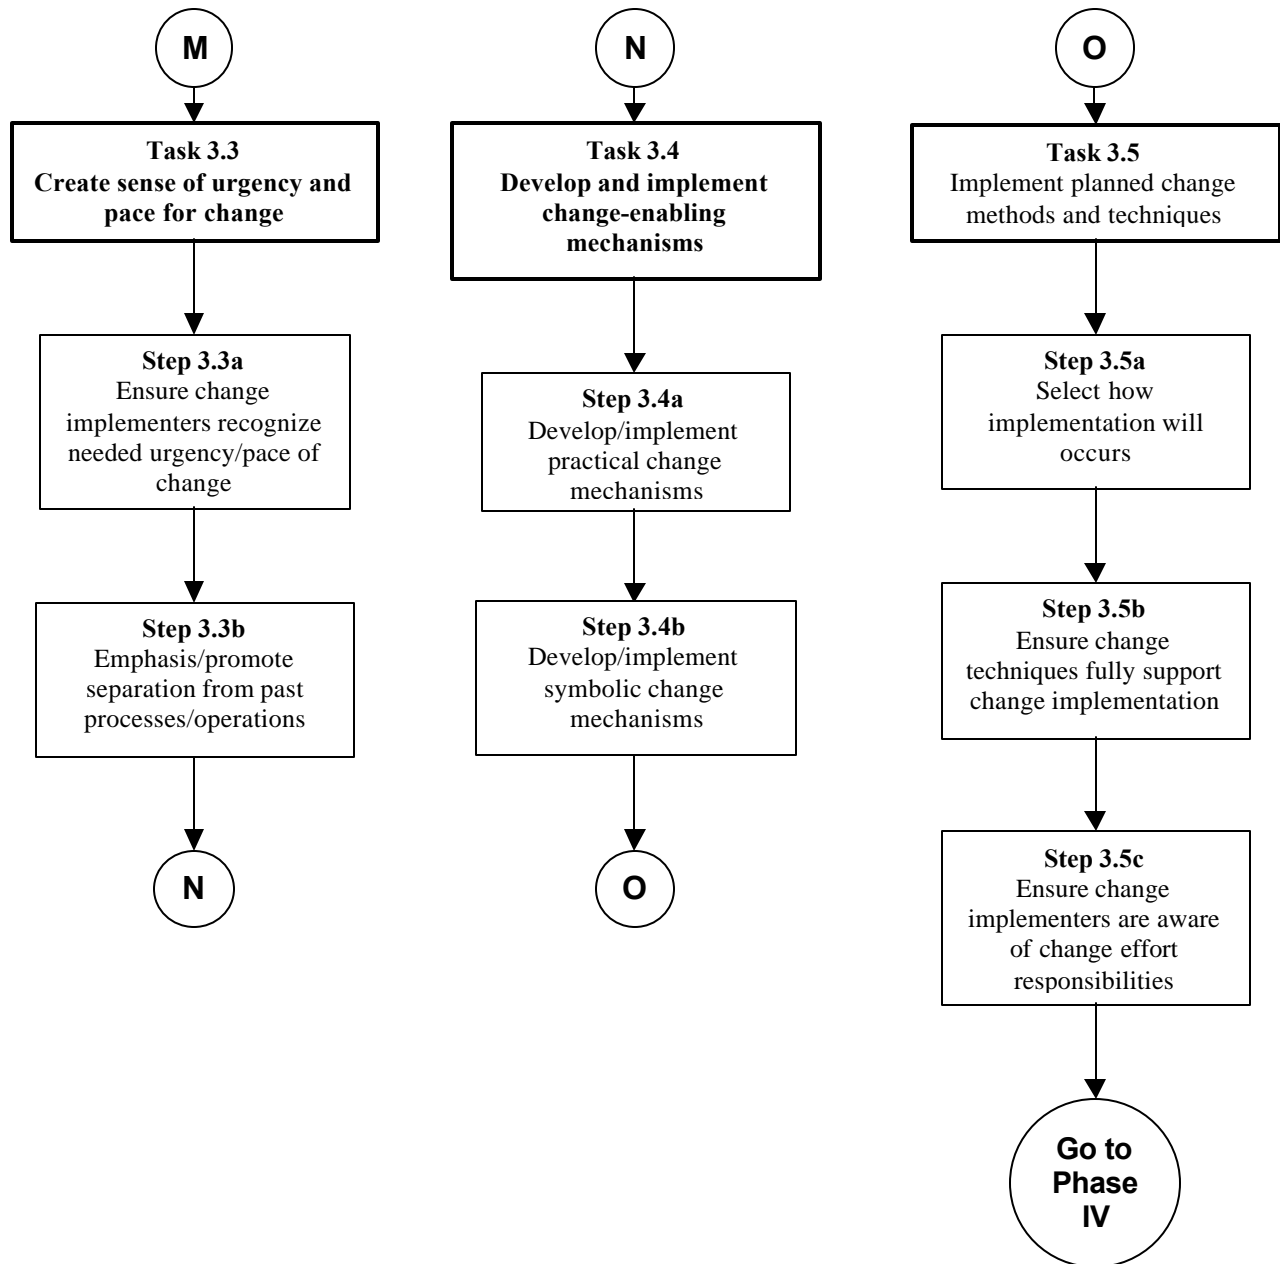 M
Task 3.3
Create sense of urgency and
pace for change
Step 3.3a
Ensure change
implementers recognize
needed urgency/pace of
change
Step 3.3b
Emphasis/promote
separation from past
processes/operations
N
N
Task 3.4
Develop and implement
change-enabling
mechanisms
Step 3.4a
Develop/implement
practical change
mechanisms
Step 3.4b
Develop/implement
symbolic change
mechanisms
O
O
Task 3.5
Implement planned change
methods and techniques
Step 3.5a
Select how
implementation will
occurs
Step 3.5b
Ensure change
techniques fully support
change implementation
Step 3.5c
Ensure change
implementers are aware
of change effort
responsibilities
Go to
Phase
IV